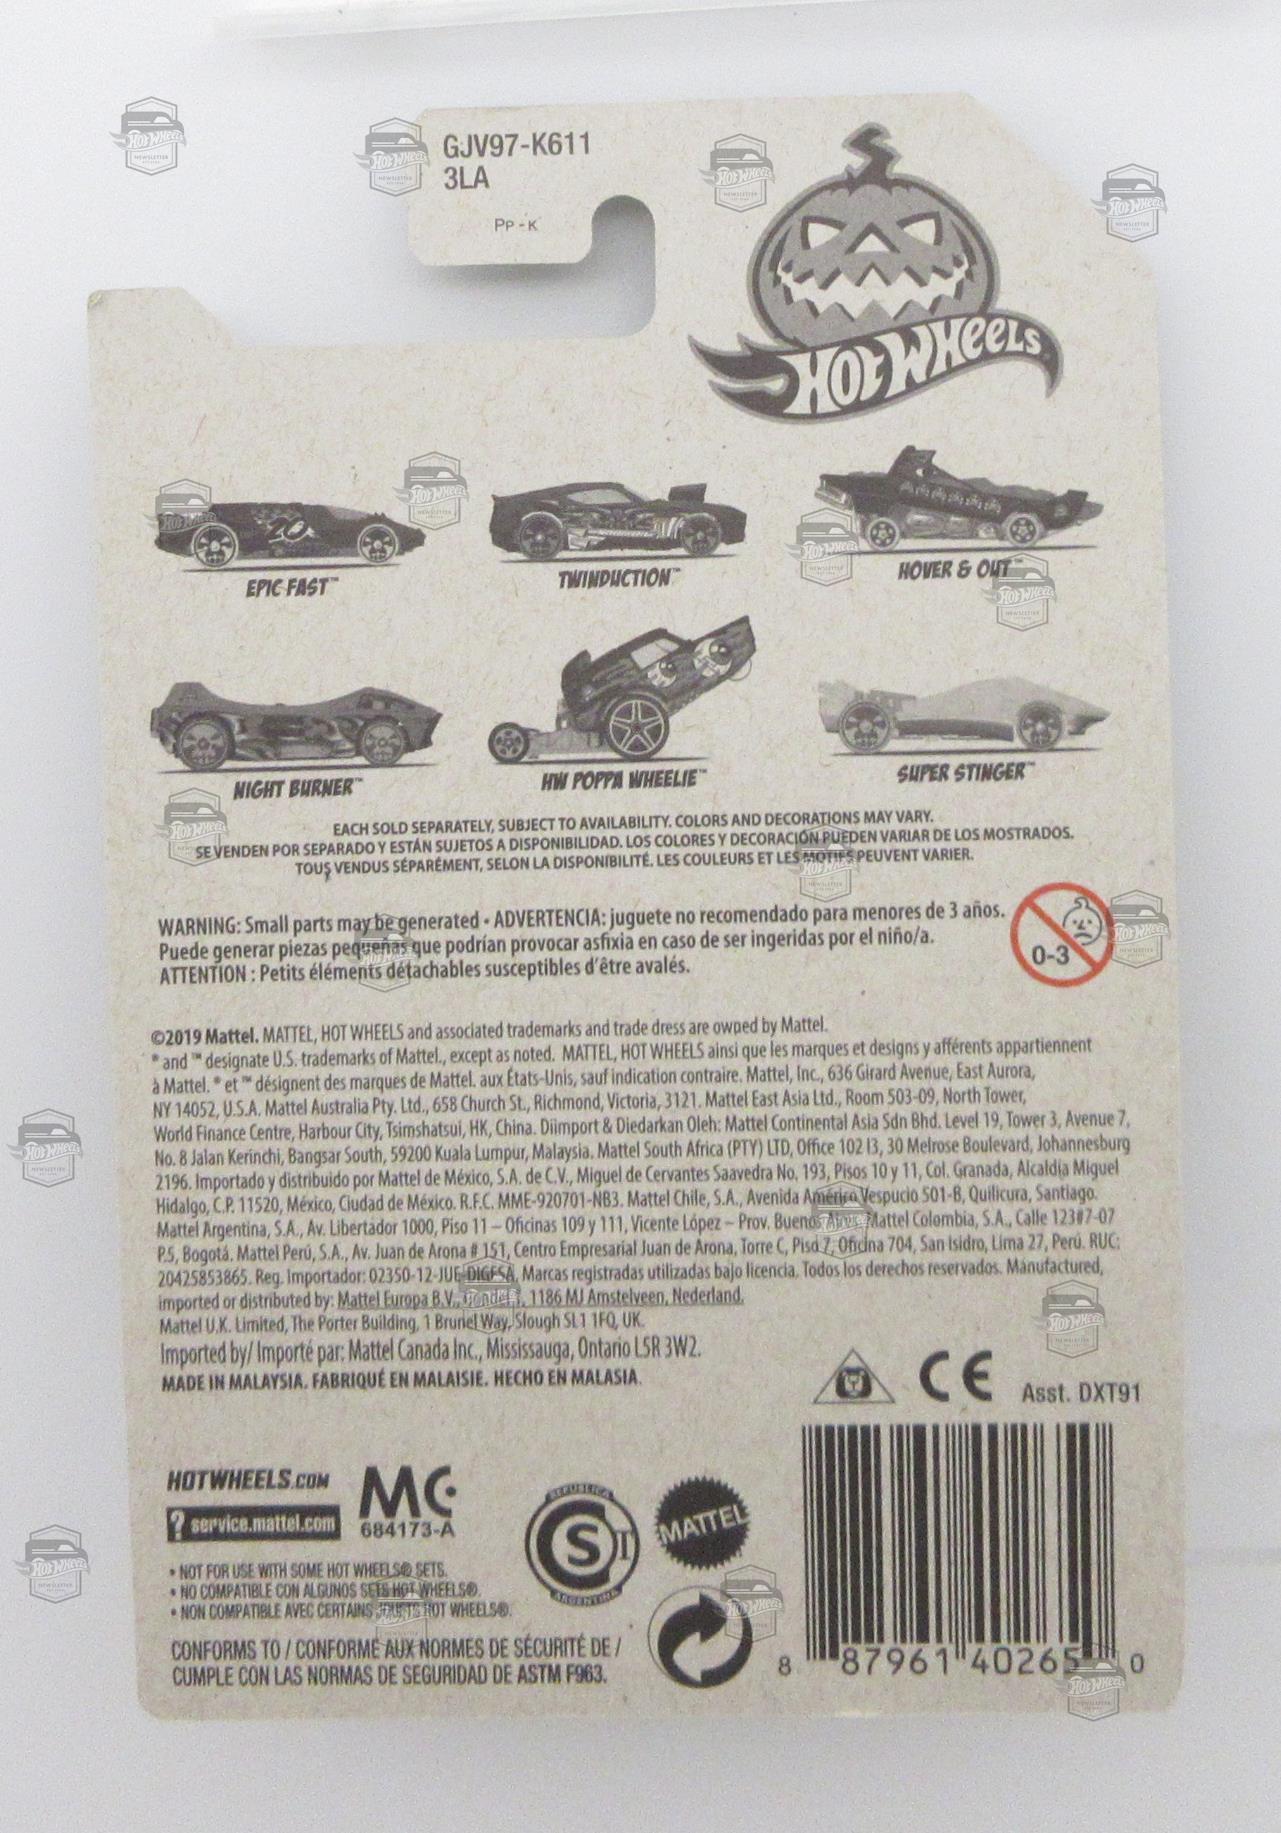 GJV97-K611
3LA
PP-K
HOT WHEELS
EPIC FAST™
TWINDUCTION™
HOVER & OUT™
NIGHT BURNER™
HW POPPA WHEELIE™
SUPER STINGER™
EACH SOLD SEPARATELY, SUBJECT TO AVAILABILITY. COLORS AND DECORATIONS MAY VARY.
SE VENDEN POR SEPARADO Y ESTÁN SUJETOS A DISPONIBILIDAD. LOS COLORES Y DECORACIÓN PUEDEN VARIAR DE LOS MOSTRADOS.
TOUS VENDUS SÉPARÉMENT, SELON LA DISPONIBILITÉ. LES COULEURS ET LES MOTIFS PEUVENT VARIER.
WARNING: Small parts may be generated • ADVERTENCIA: juguete no recomendado para menores de 3 años.
Puede generar piezas pequeñas que podrían provocar asfixia en caso de ser ingeridas por el niño/a.
ATTENTION : Petits éléments détachables susceptibles d'être avalés.
0-3
©2019 Mattel. MATTEL, HOT WHEELS and associated trademarks and trade dress are owned by Mattel.
® and ™ designate U.S. trademarks of Mattel., except as noted. MATTEL, HOT WHEELS ainsi que les marques et designs y afférents appartiennent
à Mattel. ® et ™ désignent des marques de Mattel. aux États-Unis, sauf indication contraire. Mattel, Inc., 636 Girard Avenue, East Aurora,
NY 14052, U.S.A. Mattel Australia Pty. Ltd., 658 Church St., Richmond, Victoria, 3121. Mattel East Asia Ltd., Room 503-09, North Tower,
World Finance Centre, Harbour City, Tsimshatsui, HK, China. Diimport & Diedarkan Oleh: Mattel Continental Asia Sdn Bhd. Level 19, Tower 3, Avenue 7,
No. 8 Jalan Kerinchi, Bangsar South, 59200 Kuala Lumpur, Malaysia. Mattel South Africa (PTY) LTD, Office 102 I3, 30 Melrose Boulevard, Johannesburg
2196. Importado y distribuido por Mattel de México, S.A. de C.V., Miguel de Cervantes Saavedra No. 193, Pisos 10 y 11, Col. Granada, Alcaldía Miguel
Hidalgo, C.P. 11520, México, Ciudad de México. R.F.C. MME-920701-NB3. Mattel Chile, S.A., Avenida Américo Vespucio 501-B, Quilicura, Santiago.
Mattel Argentina, S.A., Av. Libertador 1000, Piso 11 – Oficinas 109 y 111, Vicente López – Prov. Buenos Aires. Mattel Colombia, S.A., Calle 123#7-07
P.5, Bogotá. Mattel Perú, S.A., Av. Juan de Arona # 151, Centro Empresarial Juan de Arona, Torre C, Piso 7, Oficina 704, San Isidro, Lima 27, Perú. RUC:
20425853865. Reg. Importador: 02350-12-JUE-DIGESA. Marcas registradas utilizadas bajo licencia. Todos los derechos reservados. Manufactured,
imported or distributed by: Mattel Europa B.V., 1186 MJ Amstelveen, Nederland.
Mattel U.K. Limited, The Porter Building, 1 Brunel Way, Slough SL1 1FQ, UK.
Imported by/ Importé par: Mattel Canada Inc., Mississauga, Ontario L5R 3W2.
MADE IN MALAYSIA. FABRIQUÉ EN MALAISIE. HECHO EN MALASIA.
CE
Asst. DXT91
HOTWHEELS.COM
? service.mattel.com
MC
684173-A
REPUBLICA
S I
ARGENTINA
MATTEL
• NOT FOR USE WITH SOME HOT WHEELS® SETS.
• NO COMPATIBLE CON ALGUNOS SETS HOT WHEELS®.
• NON COMPATIBLE AVEC CERTAINS JOUETS HOT WHEELS®.
CONFORMS TO / CONFORME AUX NORMES DE SÉCURITÉ DE /
CUMPLE CON LAS NORMAS DE SEGURIDAD DE ASTM F963.
8 87961 40265 0
HOT WHEELS
NEWSLETTER